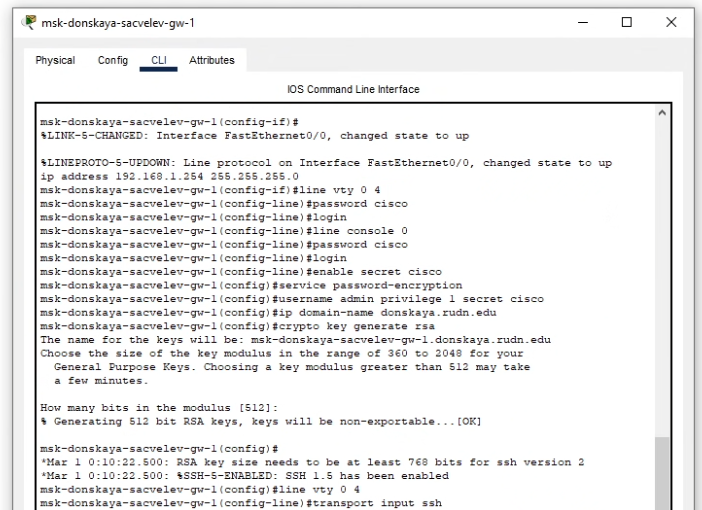 msk-donskaya-sacvelev-gw-1
Physical Config CLI Attributes
IOS Command Line Interface
msk-donskaya-sacvelev-gw-1(config-if)#
%LINK-5-CHANGED: Interface FastEthernet0/0, changed state to up
%LINEPROTO-5-UPDOWN: Line protocol on Interface FastEthernet0/0, changed state to up
ip address 192.168.1.254 255.255.255.0
msk-donskaya-sacvelev-gw-1(config-if)#line vty 0 4
msk-donskaya-sacvelev-gw-1(config-line)#password cisco
msk-donskaya-sacvelev-gw-1(config-line)#login
msk-donskaya-sacvelev-gw-1(config-line)#line console 0
msk-donskaya-sacvelev-gw-1(config-line)#password cisco
msk-donskaya-sacvelev-gw-1(config-line)#login
msk-donskaya-sacvelev-gw-1(config-line)#enable secret cisco
msk-donskaya-sacvelev-gw-1(config)#service password-encryption
msk-donskaya-sacvelev-gw-1(config)#username admin privilege 1 secret cisco
msk-donskaya-sacvelev-gw-1(config)#ip domain-name donskaya.rudn.edu
msk-donskaya-sacvelev-gw-1(config)#crypto key generate rsa
The name for the keys will be: msk-donskaya-sacvelev-gw-1.donskaya.rudn.edu
Choose the size of the key modulus in the range of 360 to 2048 for your
General Purpose Keys. Choosing a key modulus greater than 512 may take
a few minutes.
How many bits in the modulus [512]:
% Generating 512 bit RSA keys, keys will be non-exportable...[OK]
msk-donskaya-sacvelev-gw-1(config)#
*Mar 1 0:10:22.500: RSA key size needs to be at least 768 bits for ssh version 2
*Mar 1 0:10:22.500: %SSH-5-ENABLED: SSH 1.5 has been enabled
msk-donskaya-sacvelev-gw-1(config)#line vty 0 4
msk-donskaya-sacvelev-gw-1(config-line)#transport input ssh